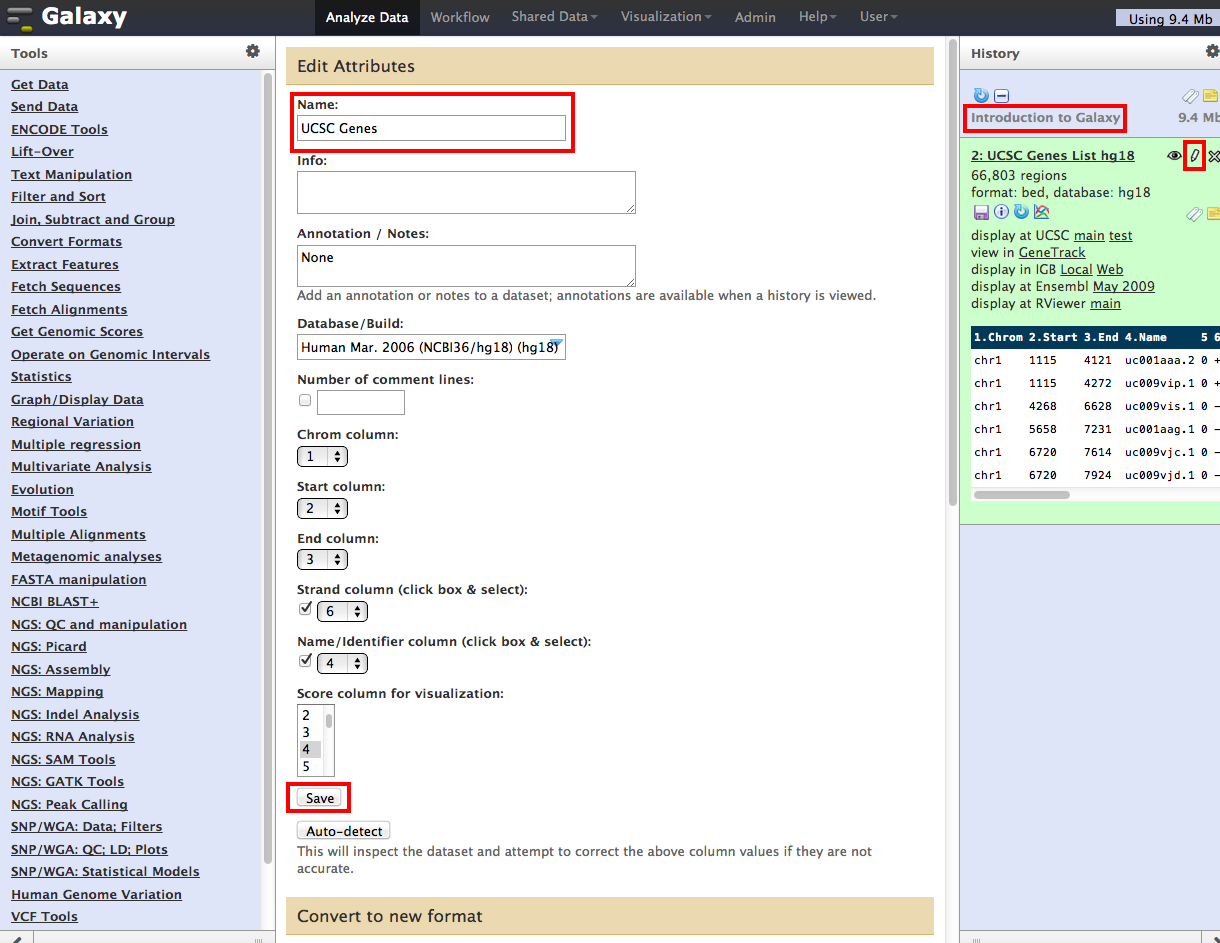 Galaxy
Analyze Data Workflow Shared Data Visualization Admin Help User Using 9.4 Mb
Tools
Get Data
Send Data
ENCODE Tools
Lift-Over
Text Manipulation
Filter and Sort
Join, Subtract and Group
Convert Formats
Extract Features
Fetch Sequences
Fetch Alignments
Get Genomic Scores
Operate on Genomic Intervals
Statistics
Graph/Display Data
Regional Variation
Multiple regression
Multivariate Analysis
Evolution
Motif Tools
Multiple Alignments
Metagenomic analyses
FASTA manipulation
NCBI BLAST+
NGS: QC and manipulation
NGS: Picard
NGS: Assembly
NGS: Mapping
NGS: Indel Analysis
NGS: RNA Analysis
NGS: SAM Tools
NGS: GATK Tools
NGS: Peak Calling
SNP/WGA: Data; Filters
SNP/WGA: QC; LD; Plots
SNP/WGA: Statistical Models
Human Genome Variation
VCF Tools
Edit Attributes
Name:
UCSC Genes
Info:
Annotation / Notes:
None
Add an annotation or notes to a dataset; annotations are available when a history is viewed.
Database/Build:
Human Mar. 2006 (NCBI36/hg18) (hg18)
Number of comment lines:
Chrom column:
1
Start column:
2
End column:
3
Strand column (click box & select):
6
Name/Identifier column (click box & select):
4
Score column for visualization:
2
3
4
5
Save
Auto-detect
This will inspect the dataset and attempt to correct the above column values if they are not
accurate.
Convert to new format
History
Introduction to Galaxy 9.4 Mb
2: UCSC Genes List hg18
66,803 regions
format: bed, database: hg18
display at UCSC main test
view in GeneTrack
display in IGB Local Web
display at Ensembl May 2009
display at RViewer main
1.Chrom 2.Start 3.End 4.Name 5 6
chr1 1115 4121 uc001aaa.2 0 +
chr1 1115 4272 uc009vip.1 0 +
chr1 4268 6628 uc009vis.1 0 -
chr1 5658 7231 uc001aag.1 0 -
chr1 6720 7614 uc009vjc.1 0 -
chr1 6720 7924 uc009vjd.1 0 -